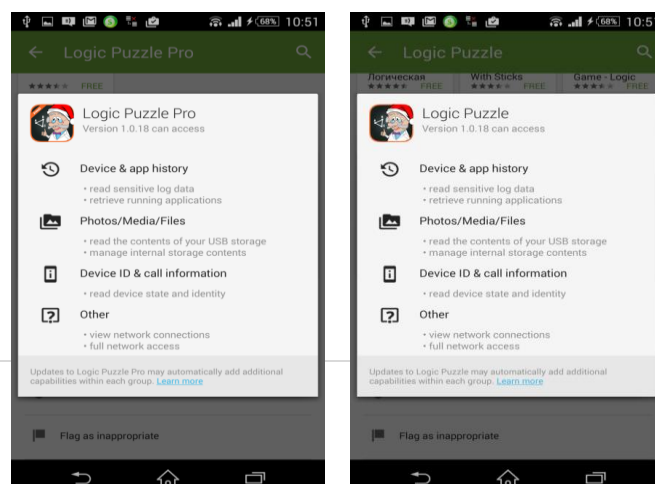 68% 10:51
Logic Puzzle Pro
FREE
Logic Puzzle Pro
Version 1.0.18 can access
Device & app history
• read sensitive log data
• retrieve running applications
Photos/Media/Files
• read the contents of your USB storage
• manage internal storage contents
Device ID & call information
• read device state and identity
Other
• view network connections
• full network access
Updates to Logic Puzzle Pro may automatically add additional
capabilities within each group. Learn more
Flag as inappropriate
68% 10:51
Logic Puzzle
Логическая With Sticks Game - Logic
FREE FREE FREE
Logic Puzzle
Version 1.0.18 can access
Device & app history
• read sensitive log data
• retrieve running applications
Photos/Media/Files
• read the contents of your USB storage
• manage internal storage contents
Device ID & call information
• read device state and identity
Other
• view network connections
• full network access
Updates to Logic Puzzle may automatically add additional
capabilities within each group. Learn more
Flag as inappropriate